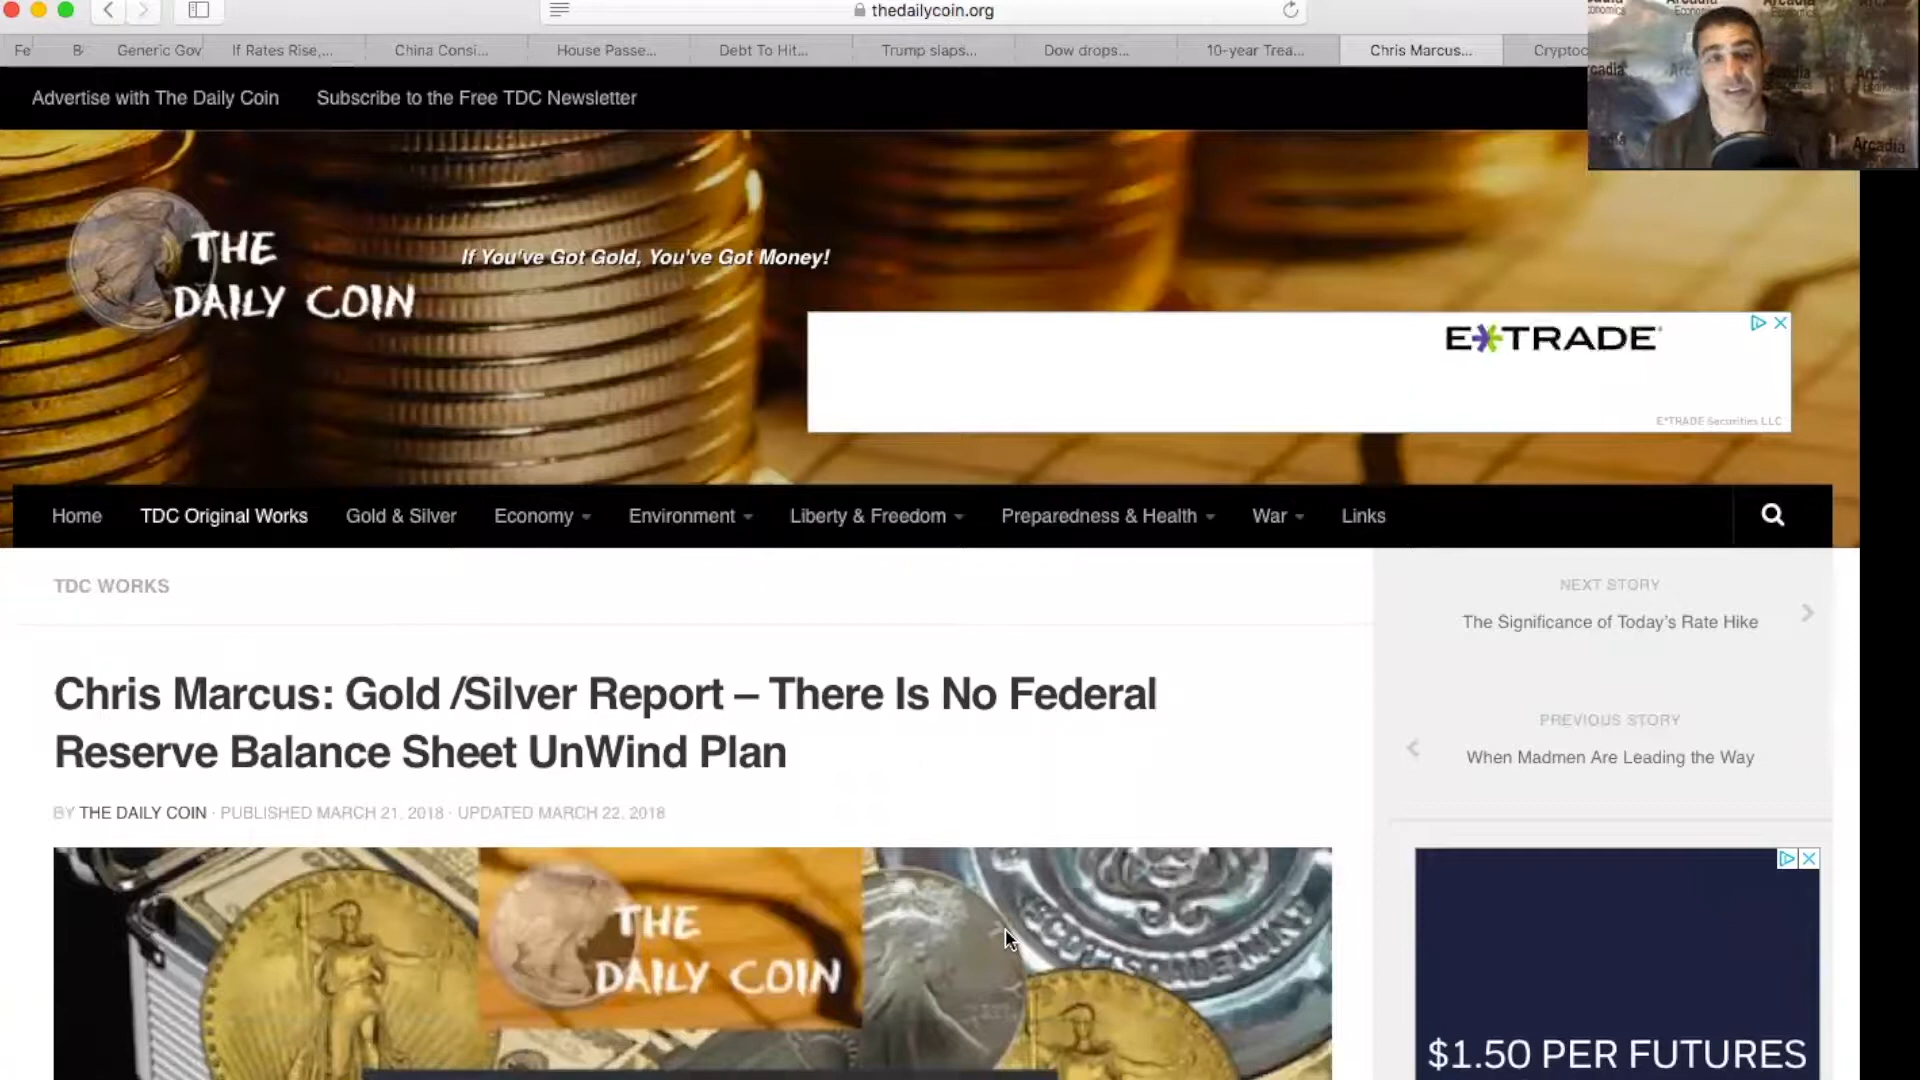 thedailycoin.org
Fe
B
Generic Gov
If Rates Rise,...
China Consi...
House Passe...
Debt To Hit...
Trump slaps...
Dow drops...
10-year Trea...
Chris Marcus...
Cryptoc
Advertise with The Daily Coin
Subscribe to the Free TDC Newsletter
Arcadia
THE
DAILY COIN
If You've Got Gold, You've Got Money!
E*TRADE
E*TRADE Securities LLC
Home
TDC Original Works
Gold & Silver
Economy
Environment
Liberty & Freedom
Preparedness & Health
War
Links
TDC WORKS
Chris Marcus: Gold /Silver Report – There Is No Federal
Reserve Balance Sheet UnWind Plan
BY THE DAILY COIN · PUBLISHED MARCH 21, 2018 · UPDATED MARCH 22, 2018
THE
DAILY COIN
NEXT STORY
The Significance of Today's Rate Hike
PREVIOUS STORY
When Madmen Are Leading the Way
$1.50 PER FUTURES